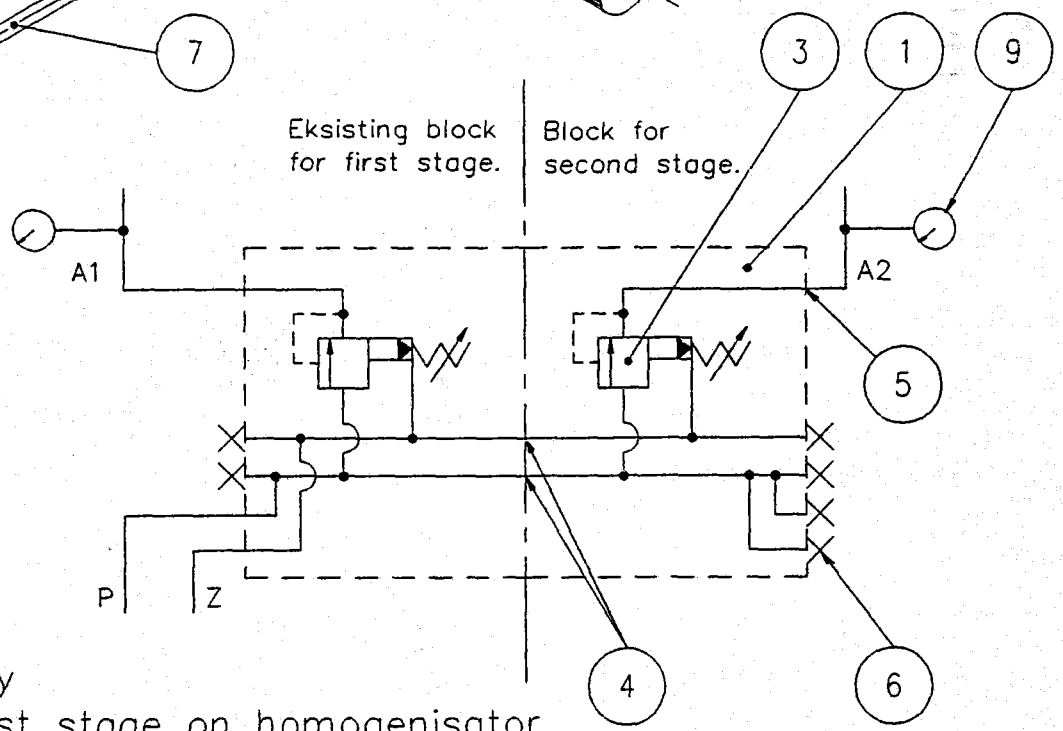 7
3
1
9
Eksisting block
for first stage.
Block for
second stage.
A1
A2
5
P
Z
4
6
y
st stage on homogenisator